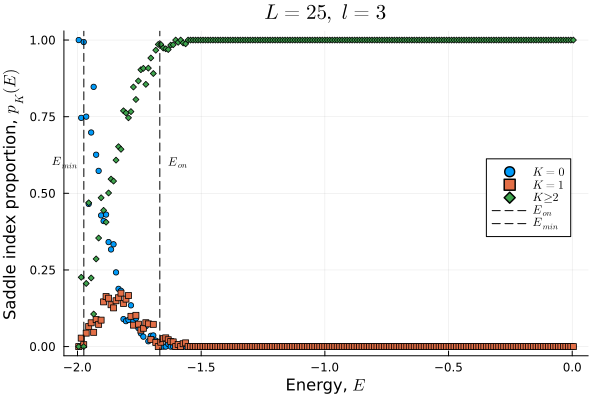 L = 25, l = 3
Saddle index proportion, p_K(E)
1.00
0.75
0.50
0.25
0.00
E_min
E_on
K = 0
K = 1
K ≥ 2
E_on
E_min
−2.0 −1.5 −1.0 −0.5 0.0
Energy, E